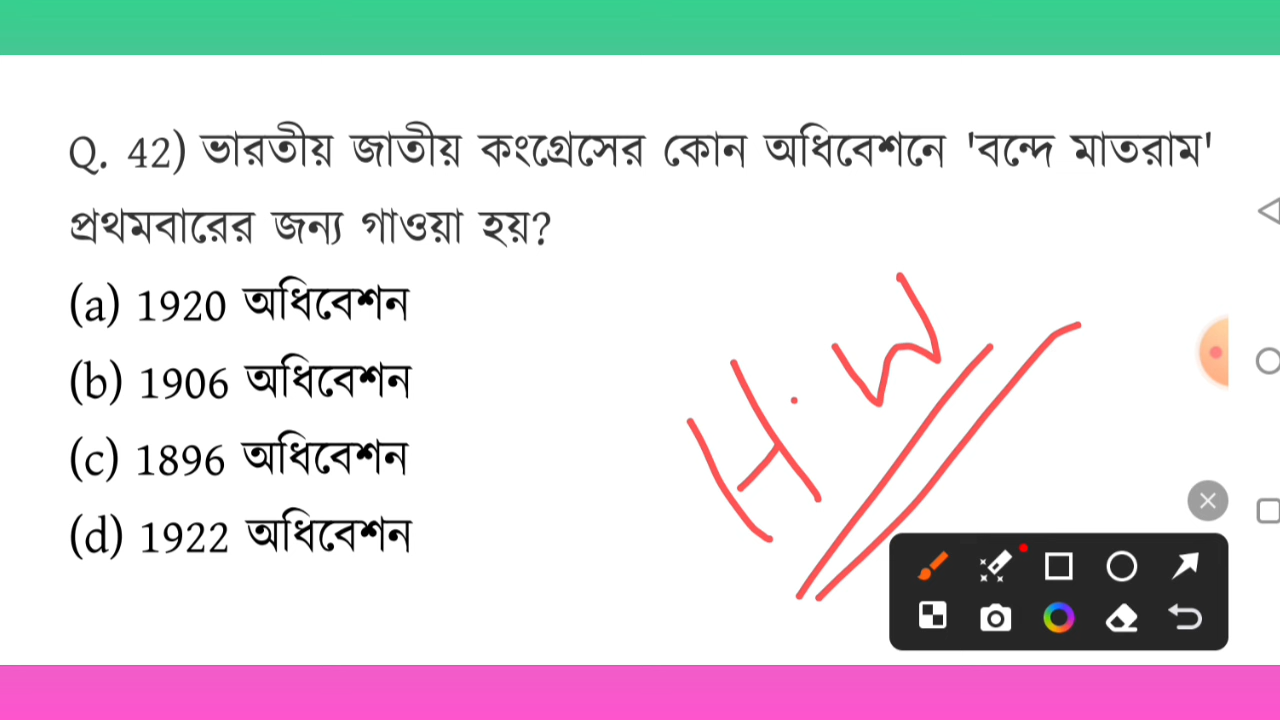 Q. 42) ভারতীয় জাতীয় কংগ্রেসের কোন অধিবেশনে 'বন্দে মাতরাম'
প্রথমবারের জন্য গাওয়া হয়?
(a) 1920 অধিবেশন
(b) 1906 অধিবেশন
(c) 1896 অধিবেশন
(d) 1922 অধিবেশন
H.W